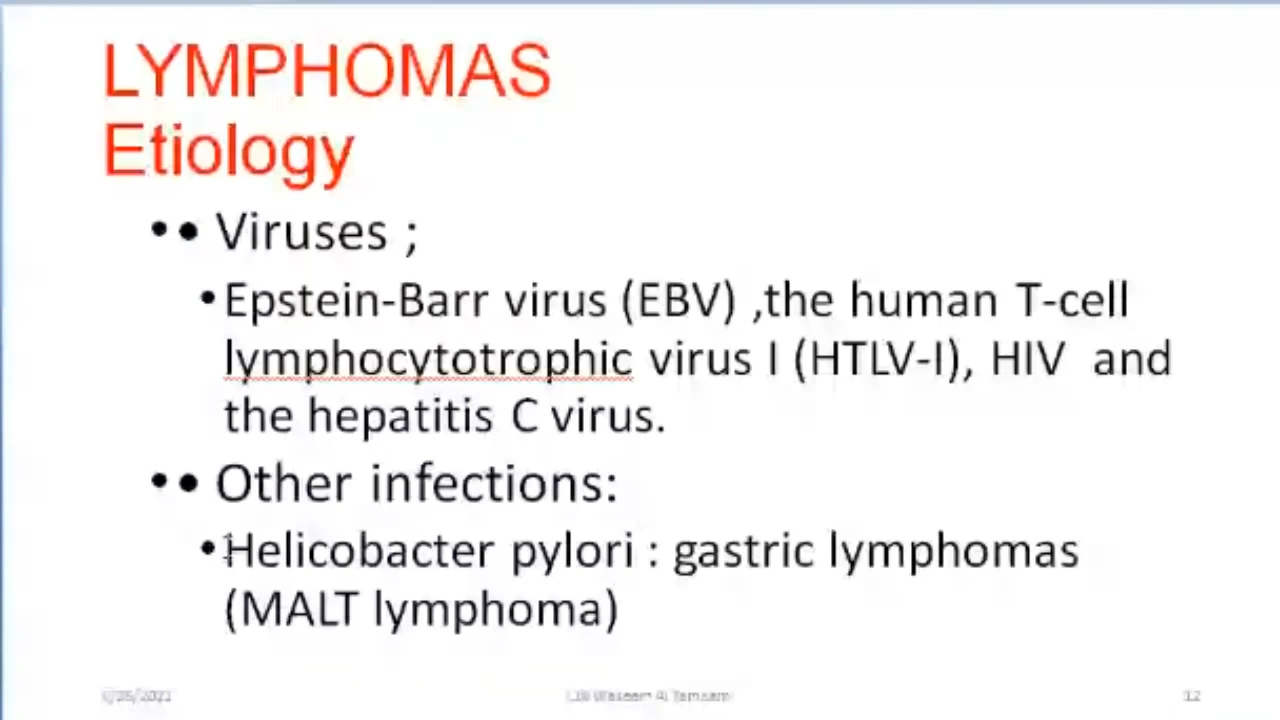 LYMPHOMAS
Etiology
•• Viruses ;
•Epstein-Barr virus (EBV) ,the human T-cell
lymphocytotrophic virus I (HTLV-I), HIV and
the hepatitis C virus.
•• Other infections:
•Helicobacter pylori : gastric lymphomas
(MALT lymphoma)
12